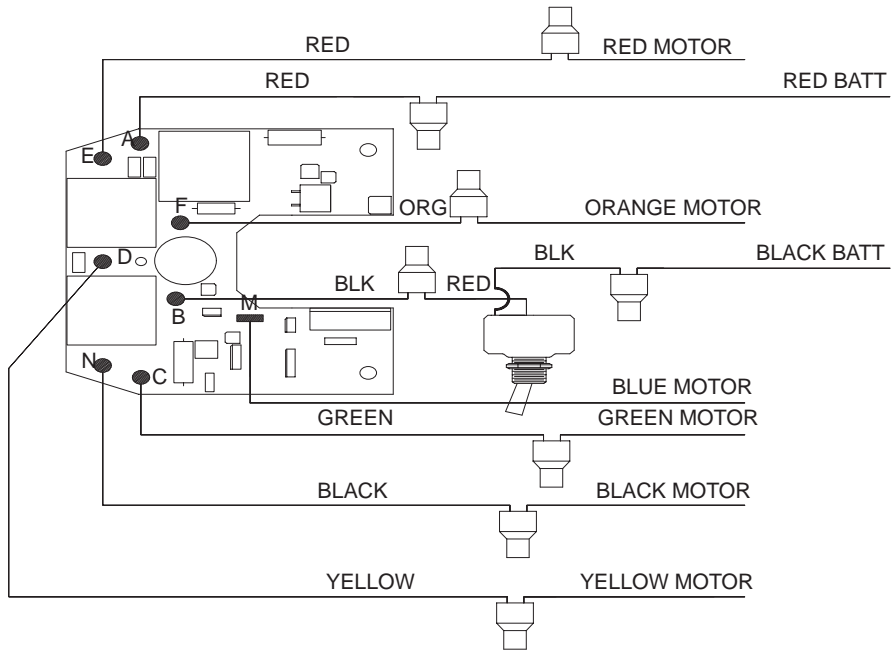 RED RED MOTOR
RED RED BATT
A
E
F ORG ORANGE MOTOR
D BLK BLACK BATT
BLK RED
M
B
N
C
BLUE MOTOR
GREEN GREEN MOTOR
BLACK BLACK MOTOR
YELLOW YELLOW MOTOR